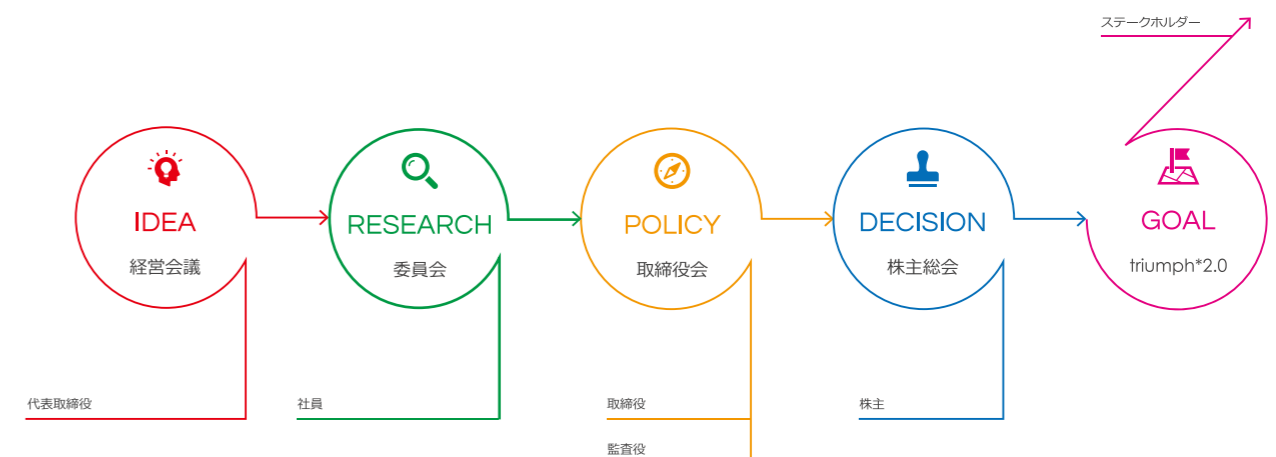 ステークホルダー
IDEA
経営会議
RESEARCH
委員会
POLICY
取締役会
DECISION
株主総会
GOAL
triumph*2.0
代表取締役
社員
取締役
株主
監査役